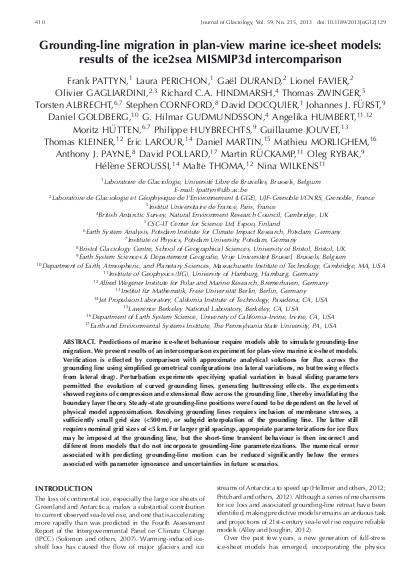 410
Journal of Glaciology, Vol. 59, No. 215, 2013 doi:10.3189/2013JoG12J129
Grounding-line migration in plan-view marine ice-sheet models:
results of the ice2sea MISMIP3d intercomparison
Frank PATTYN,1 Laura PERICHON,1 Gaël DURAND,2 Lionel FAVIER,2
Olivier GAGLIARDINI,2,3 Richard C.A. HINDMARSH,4 Thomas ZWINGER,5
Torsten ALBRECHT,6,7 Stephen CORNFORD,8 David DOCQUIER,1 Johannes J. FÜRST,9
Daniel GOLDBERG,10 G. Hilmar GUDMUNDSSON,4 Angelika HUMBERT,11,12
Moritz HÜTTEN,6,7 Philippe HUYBRECHTS,9 Guillaume JOUVET,13
Thomas KLEINER,12 Eric LAROUR,14 Daniel MARTIN,15 Mathieu MORLIGHEM,16
Anthony J. PAYNE,8 David POLLARD,17 Martin RÜCKAMP,11 Oleg RYBAK,9
Hélène SEROUSSI,14 Malte THOMA,12 Nina WILKENS11
1Laboratoire de Glaciologie, Université Libre de Bruxelles, Brussels, Belgium
E-mail: fpattyn@ulb.ac.be
2Laboratoire de Glaciologie et Géophysique de l'Environnement (LGGE), UJF-Grenoble I/CNRS, Grenoble, France
3Institut Universitaire de France, Paris, France
4British Antarctic Survey, Natural Environment Research Council, Cambridge, UK
5CSC-IT Center for Science Ltd, Espoo, Finland
6Earth System Analysis, Potsdam Institute for Climate Impact Research, Potsdam, Germany
7Institute of Physics, Potsdam University, Potsdam, Germany
8Bristol Glaciology Centre, School of Geographical Sciences, University of Bristol, Bristol, UK
9Earth System Sciences & Departement Geografie, Vrije Universiteit Brussel, Brussels, Belgium
10Department of Earth, Atmospheric, and Planetary Sciences, Massachusetts Institute of Technology, Cambridge, MA, USA
11Institute of Geophysics (IfG), University of Hamburg, Hamburg, Germany
12Alfred Wegener Institute for Polar and Marine Research, Bremerhaven, Germany
13Institut für Mathematik, Freie Universität Berlin, Berlin, Germany
14Jet Propulsion Laboratory, California Institute of Technology, Pasadena, CA, USA
15Lawrence Berkeley National Laboratory, Berkeley, CA, USA
16Department of Earth System Science, University of California–Irvine, Irvine, CA, USA
17Earth and Environmental Systems Institute, The Pennsylvania State University, PA, USA
ABSTRACT. Predictions of marine ice-sheet behaviour require models able to simulate grounding-line
migration. We present results of an intercomparison experiment for plan-view marine ice-sheet models.
Verification is effected by comparison with approximate analytical solutions for flux across the
grounding line using simplified geometrical configurations (no lateral variations, no buttressing effects
from lateral drag). Perturbation experiments specifying spatial variation in basal sliding parameters
permitted the evolution of curved grounding lines, generating buttressing effects. The experiments
showed regions of compression and extensional flow across the grounding line, thereby invalidating the
boundary layer theory. Steady-state grounding-line positions were found to be dependent on the level of
physical model approximation. Resolving grounding lines requires inclusion of membrane stresses, a
sufficiently small grid size (<500 m), or subgrid interpolation of the grounding line. The latter still
requires nominal grid sizes of <5 km. For larger grid spacings, appropriate parameterizations for ice flux
may be imposed at the grounding line, but the short-time transient behaviour is then incorrect and
different from models that do not incorporate grounding-line parameterizations. The numerical error
associated with predicting grounding-line motion can be reduced significantly below the errors
associated with parameter ignorance and uncertainties in future scenarios.
INTRODUCTION
The loss of continental ice, especially the large ice sheets of
Greenland and Antarctica, makes a substantial contribution
to current observed sea-level rise, and one that is accelerating
more rapidly than was predicted in the Fourth Assessment
Report of the Intergovernmental Panel on Climate Change
(IPCC) (Solomon and others, 2007). Warming-induced ice-
shelf loss has caused the flow of major glaciers and ice
streams of Antarctica to speed up (Hellmer and others, 2012;
Pritchard and others, 2012). Although a series of mechanisms
for ice loss and associated grounding-line retreat have been
identified, making predictive models remains an arduous task
and projections of 21st-century sea-level rise require reliable
models (Alley and Joughin, 2012).
Over the past few years, a new generation of full-stress
ice-sheet models has emerged, incorporating the physics